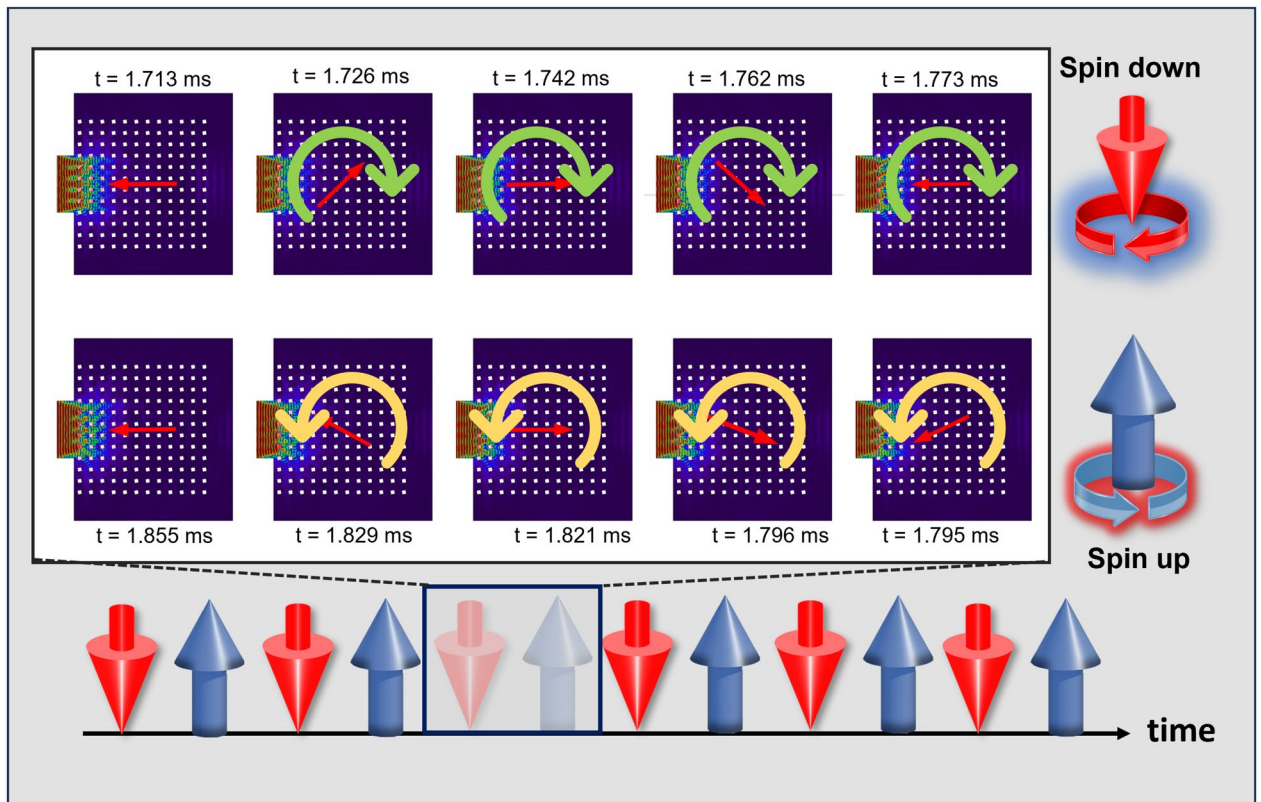 t = 1.713 ms
t = 1.726 ms
t = 1.742 ms
t = 1.762 ms
t = 1.773 ms
Spin down
t = 1.855 ms
t = 1.829 ms
t = 1.821 ms
t = 1.796 ms
t = 1.795 ms
Spin up
time